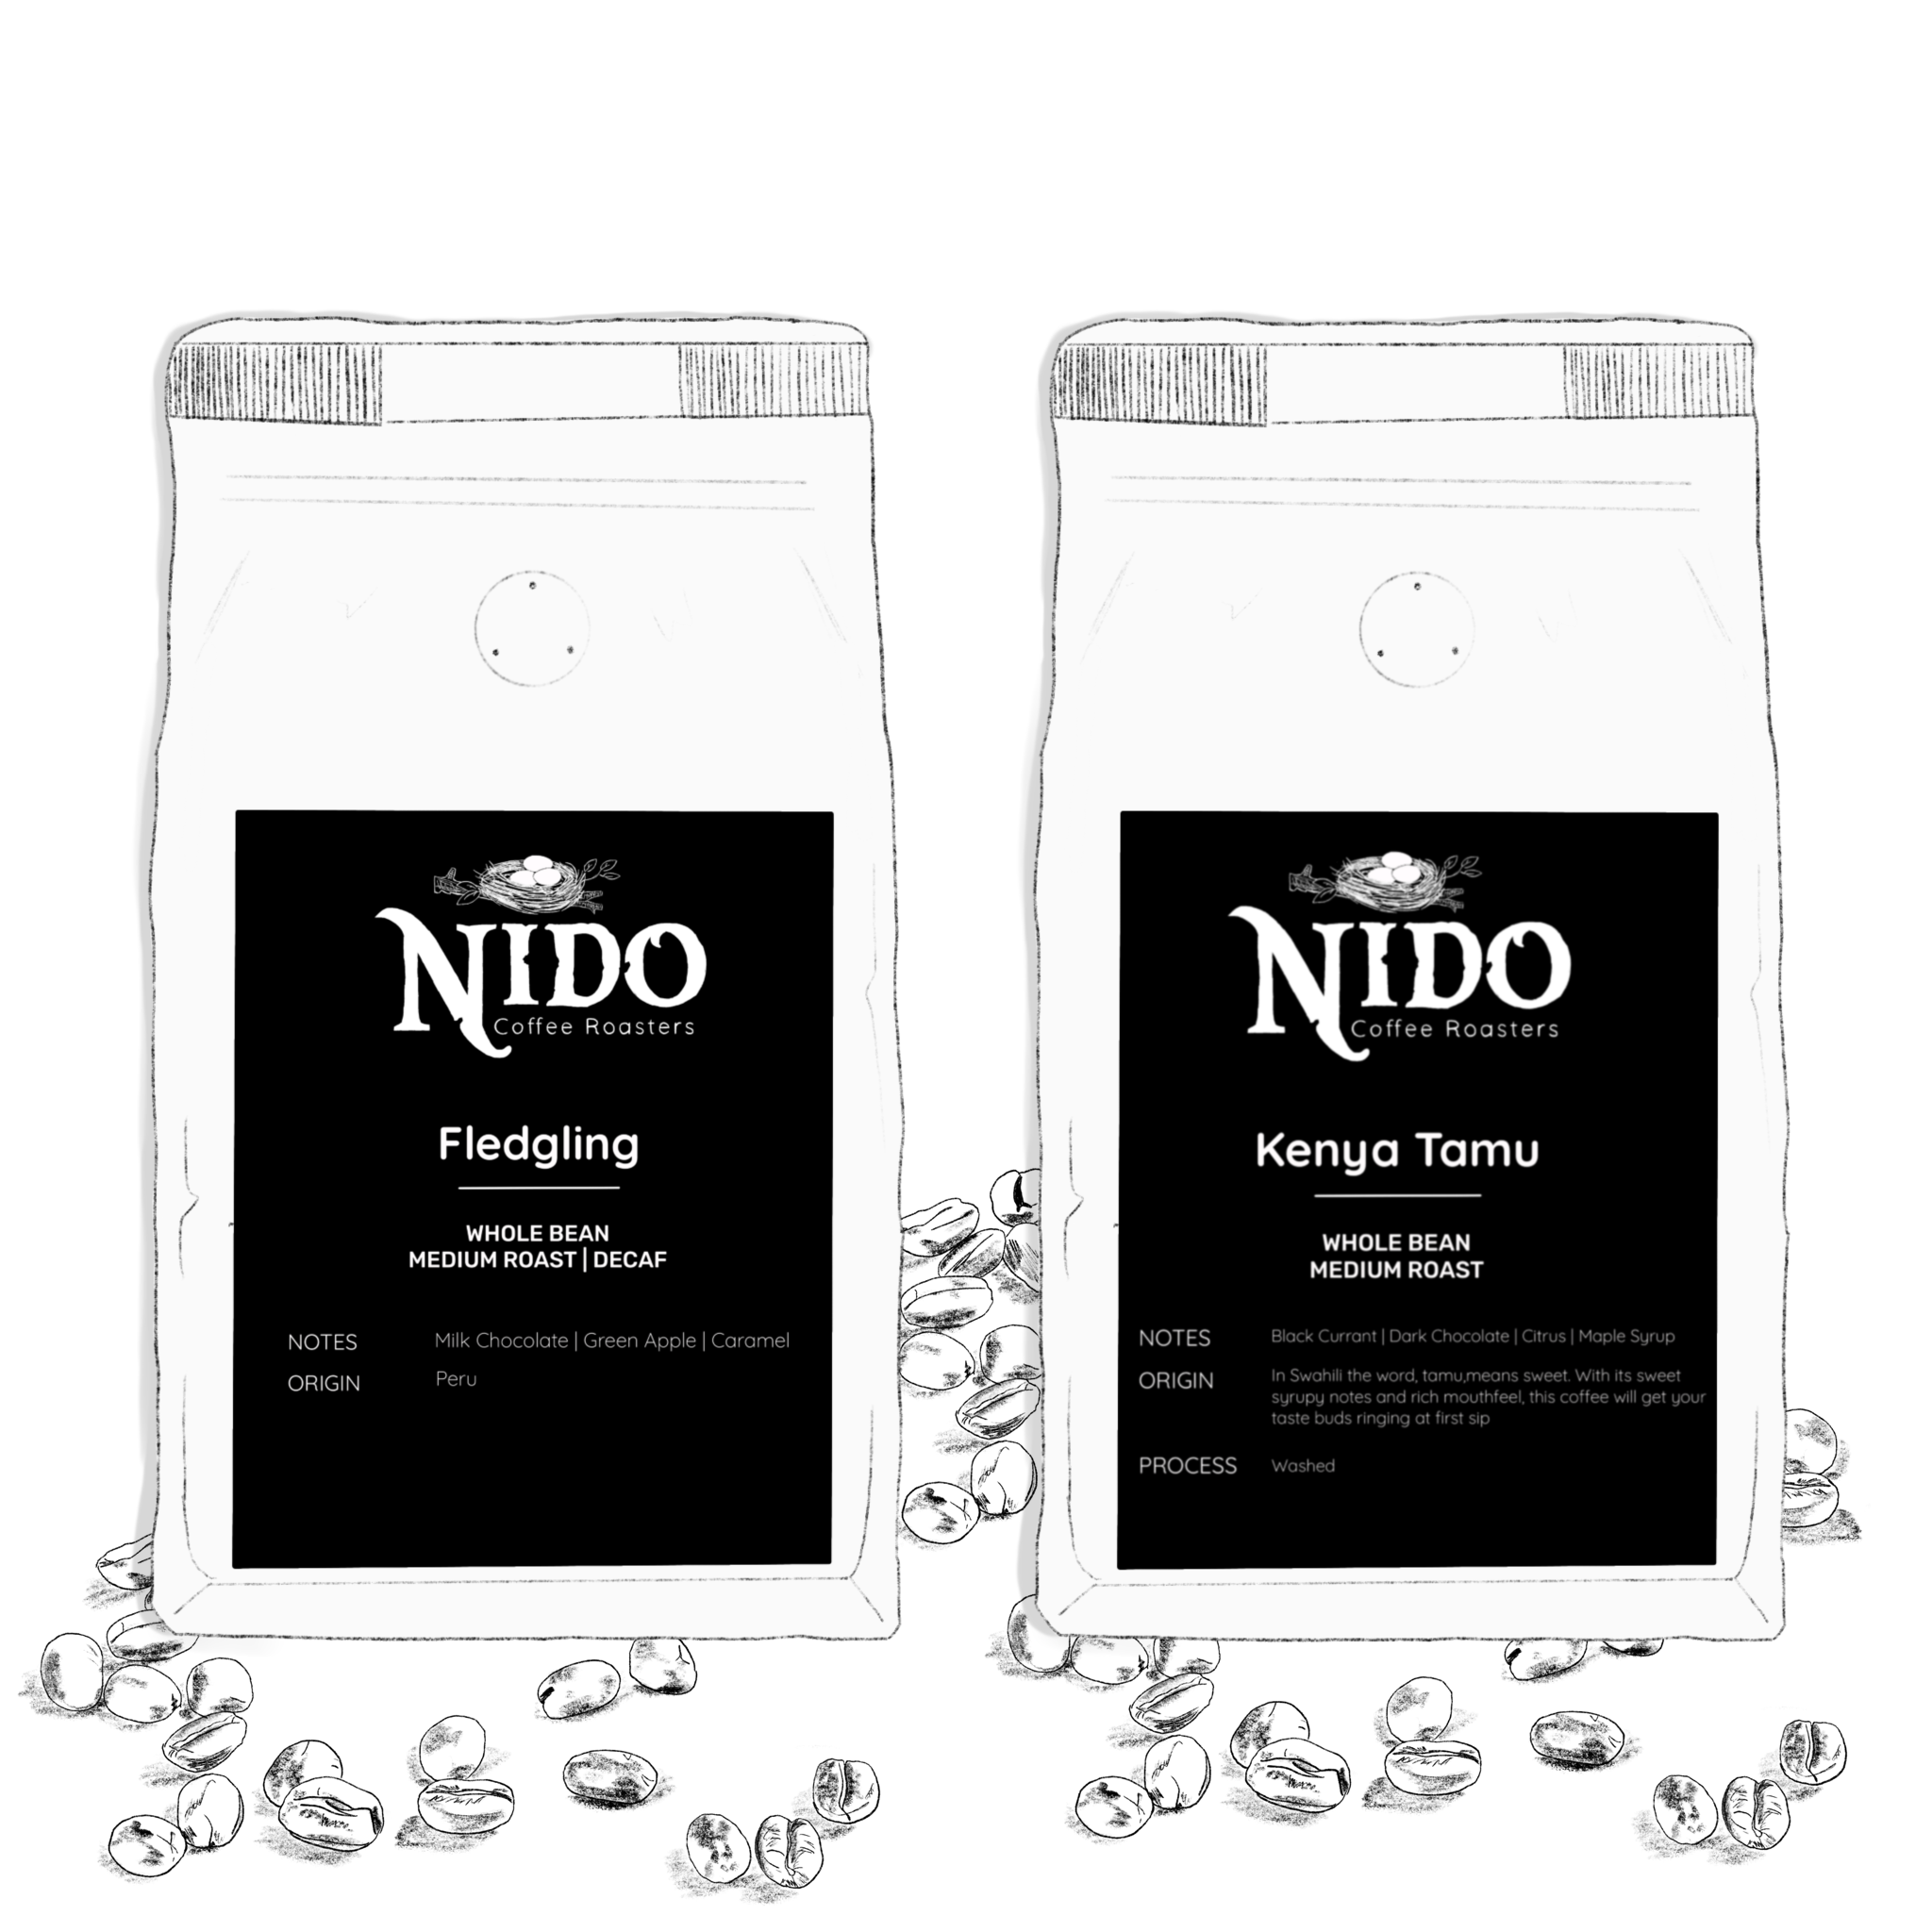 NIDO
Coffee Roasters
Fledgling
WHOLE BEAN
MEDIUM ROAST | DECAF
NOTES Milk Chocolate | Green Apple | Caramel
ORIGIN Peru
NIDO
Coffee Roasters
Kenya Tamu
WHOLE BEAN
MEDIUM ROAST
NOTES Black Currant | Dark Chocolate | Citrus | Maple Syrup
ORIGIN In Swahili the word, tamu,means sweet. With its sweet
syrupy notes and rich mouthfeel, this coffee will get your
taste buds ringing at first sip
PROCESS Washed